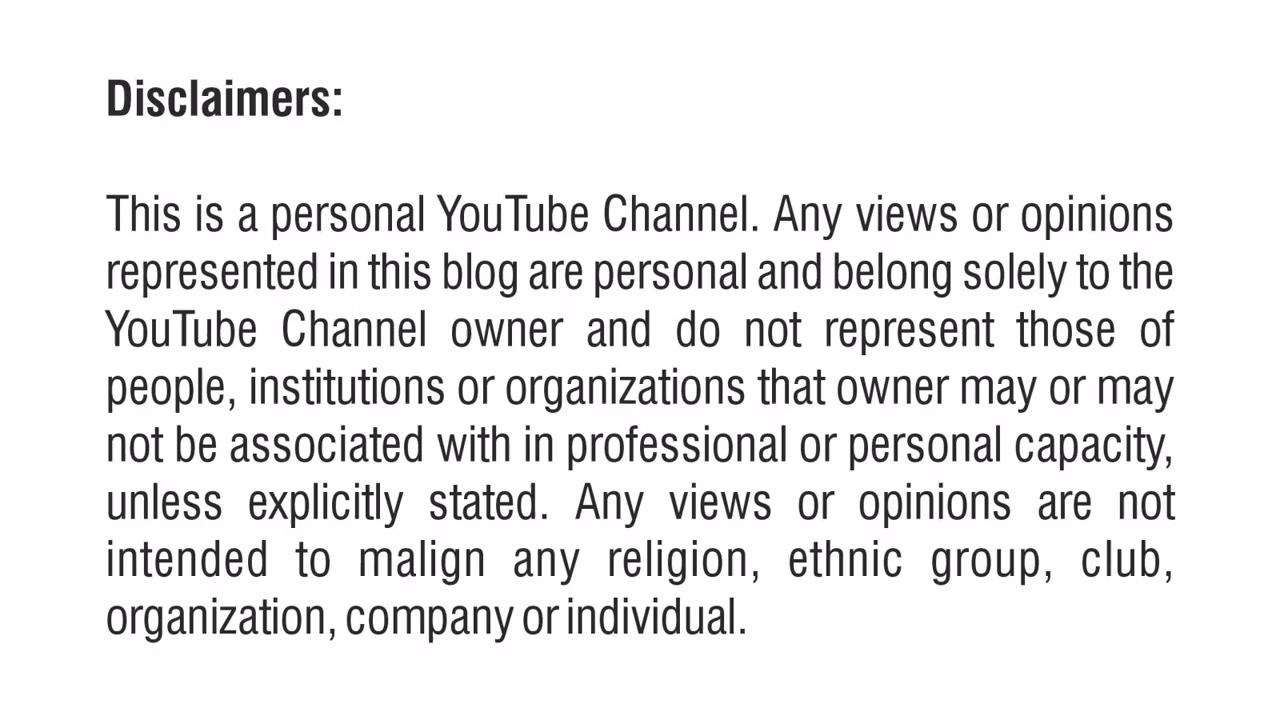 Disclaimers:
This is a personal YouTube Channel. Any views or opinions
represented in this blog are personal and belong solely to the
YouTube Channel owner and do not represent those of
people, institutions or organizations that owner may or may
not be associated with in professional or personal capacity,
unless explicitly stated. Any views or opinions are not
intended to malign any religion, ethnic group, club,
organization, company or individual.